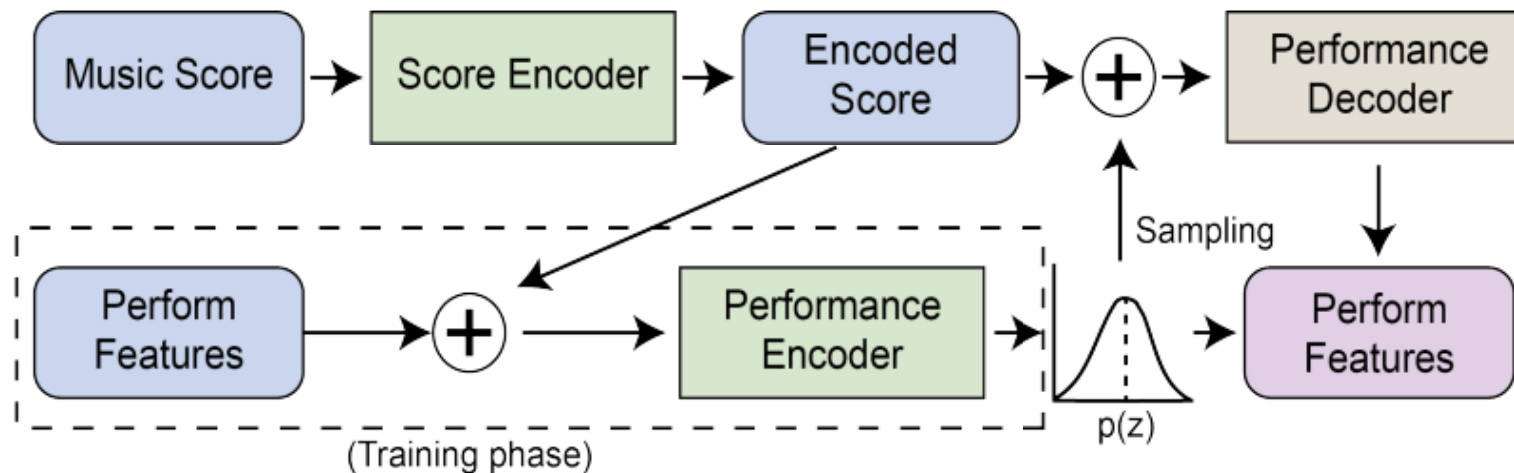 Music Score
Score Encoder
Encoded
Score
Performance
Decoder
Sampling
Perform
Features
Performance
Encoder
p(z)
Perform
Features
(Training phase)